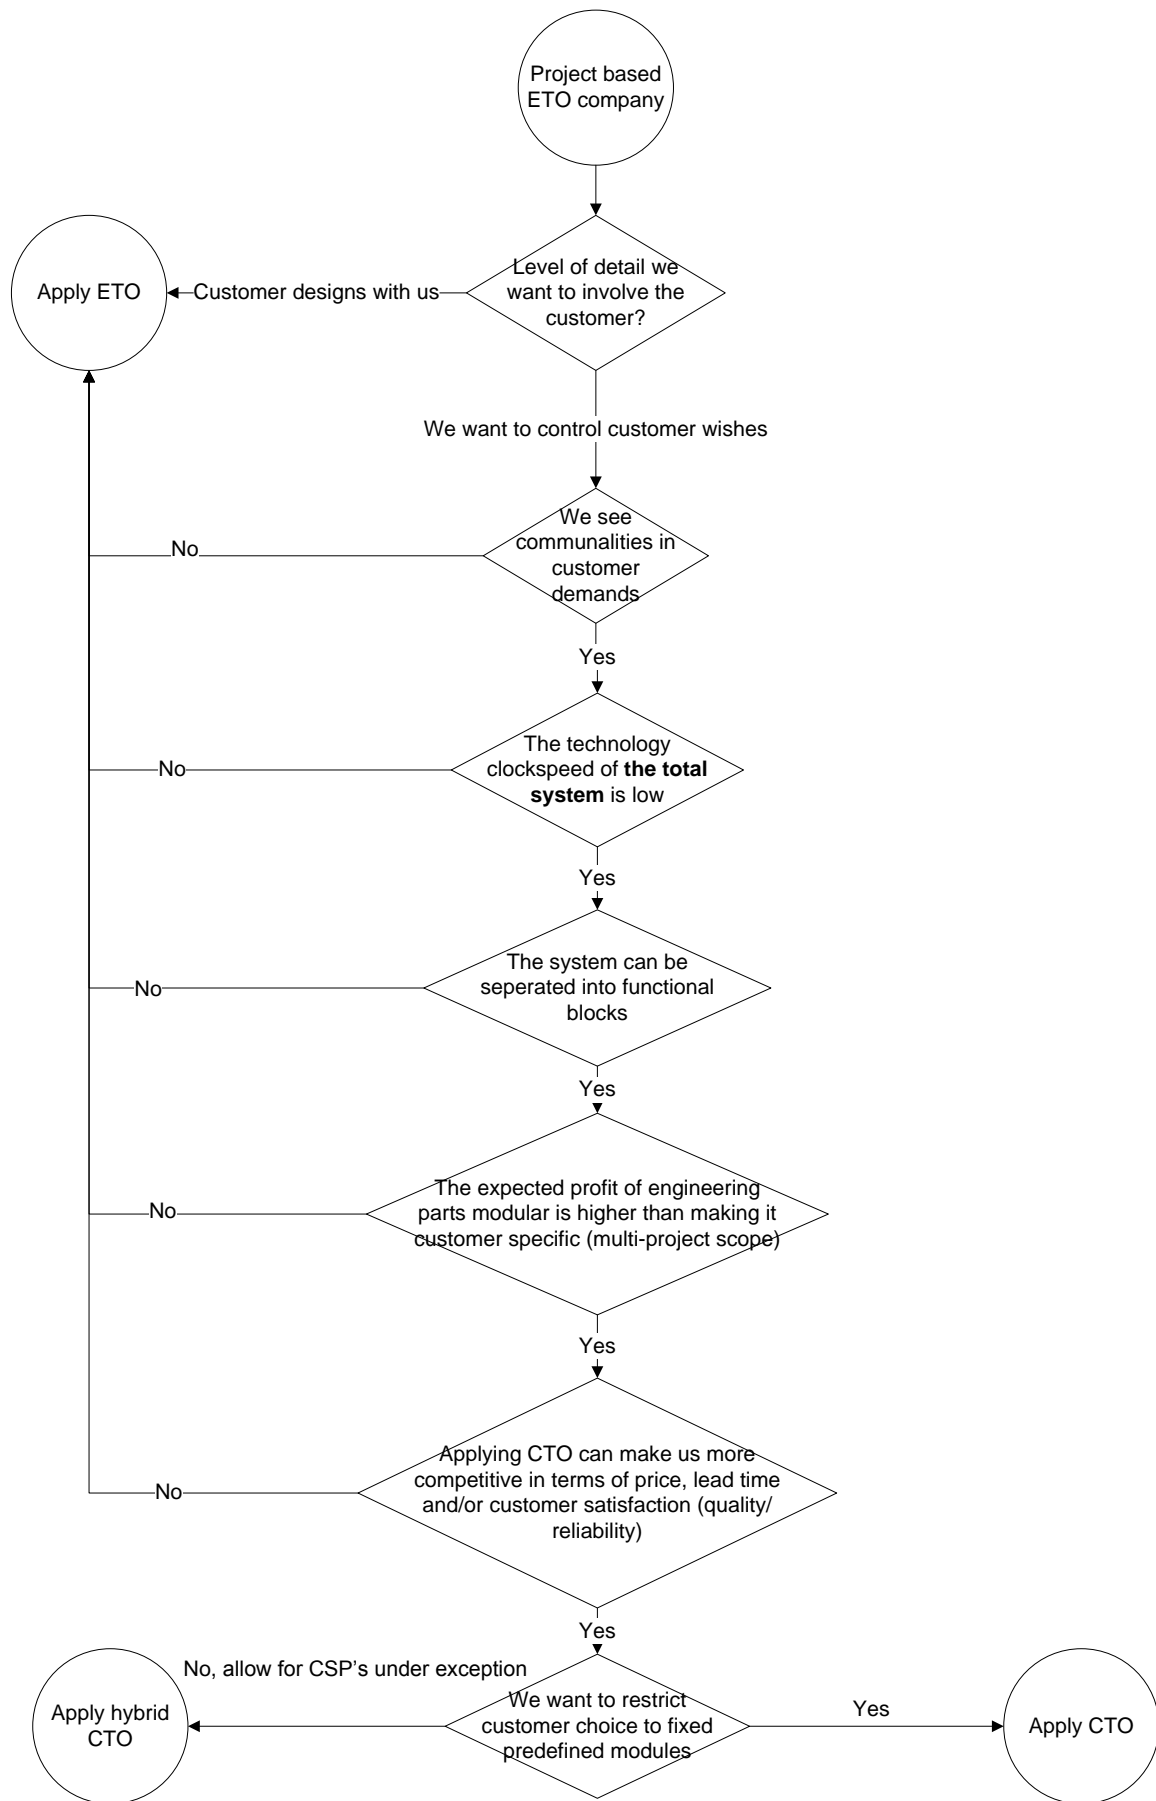 Project based
ETO company
Level of detail we
want to involve the
customer?
Customer designs with us
Apply ETO
We want to control customer wishes
We see
communalities in
customer
demands
No
Yes
The technology
clockspeed of the total
system is low
No
Yes
The system can be
seperated into functional
blocks
No
Yes
The expected profit of engineering
parts modular is higher than making it
customer specific (multi-project scope)
No
Yes
Applying CTO can make us more
competitive in terms of price, lead time
and/or customer satisfaction (quality/
reliability)
No
Yes
No, allow for CSP's under exception
We want to restrict
customer choice to fixed
predefined modules
Yes
Apply hybrid
CTO
Apply CTO